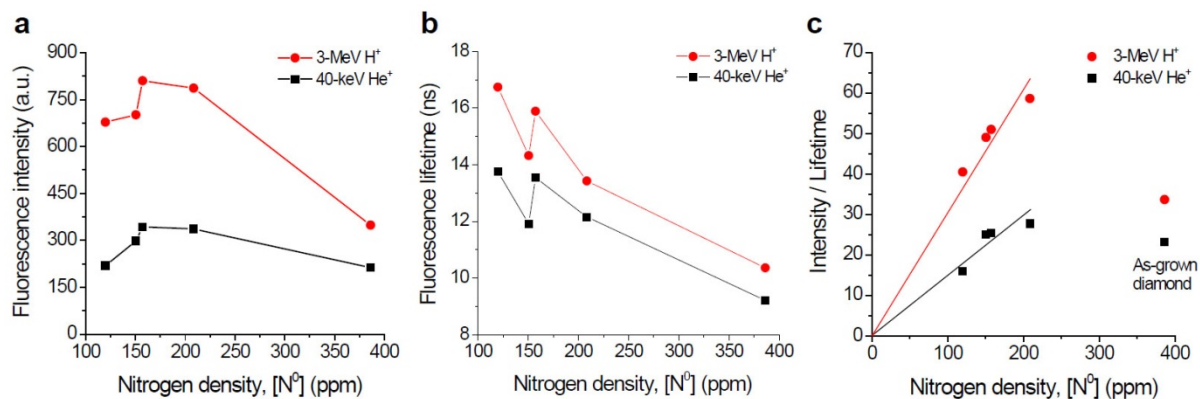 a
Fluorescence intensity (a.u.)
900
750
600
450
300
150
0
3-MeV H⁺
40-keV He⁺
100 150 200 250 300 350 400
Nitrogen density, [N⁰] (ppm)
b
Fluorescence lifetime (ns)
18
16
14
12
10
8
3-MeV H⁺
40-keV He⁺
100 150 200 250 300 350 400
Nitrogen density, [N⁰] (ppm)
c
Intensity / Lifetime
70
60
50
40
30
20
10
0
3-MeV H⁺
40-keV He⁺
As-grown
diamond
0 100 200 300 400
Nitrogen density, [N⁰] (ppm)